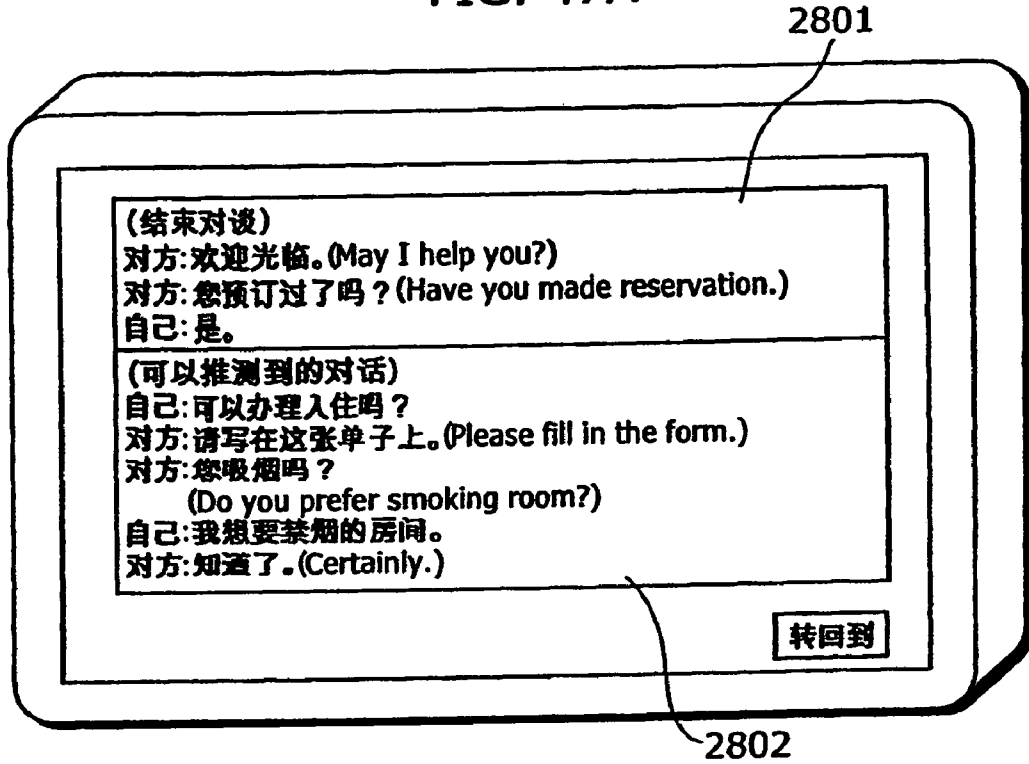 2801
(结束对谈)
对方:欢迎光临。(May I help you?)
对方:您预订过了吗？(Have you made reservation.)
自己:是。
(可以推测到的对话)
自己:可以办理入住吗？
对方:请写在这张单子上。(Please fill in the form.)
对方:您吸烟吗？
(Do you prefer smoking room?)
自己:我想要禁烟的房间。
对方:知道了。(Certainly.)
转回到
2802